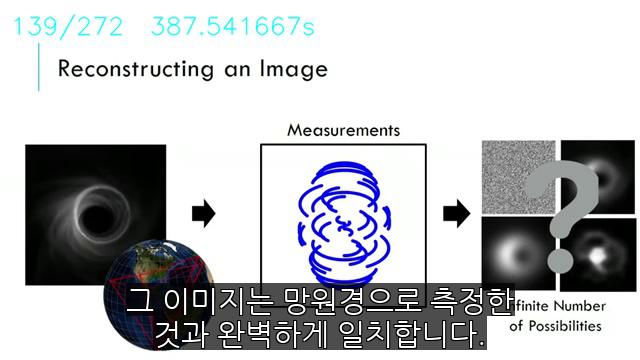 139/272 387.541667s
Reconstructing an Image
Measurements
그 이미지는 망원경으로 측정한
것과 완벽하게 일치합니다.
nfinite Number
of Possibilities